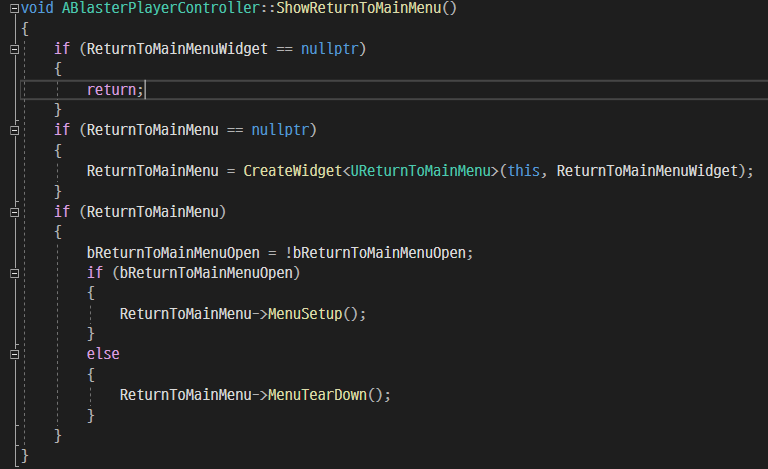 void ABlasterPlayerController::ShowReturnToMainMenu()
{
    if (ReturnToMainMenuWidget == nullptr)
    {
        return;
    }
    if (ReturnToMainMenu == nullptr)
    {
        ReturnToMainMenu = CreateWidget<UReturnToMainMenu>(this, ReturnToMainMenuWidget);
    }
    if (ReturnToMainMenu)
    {
        bReturnToMainMenuOpen = !bReturnToMainMenuOpen;
        if (bReturnToMainMenuOpen)
        {
            ReturnToMainMenu->MenuSetup();
        }
        else
        {
            ReturnToMainMenu->MenuTearDown();
        }
    }
}